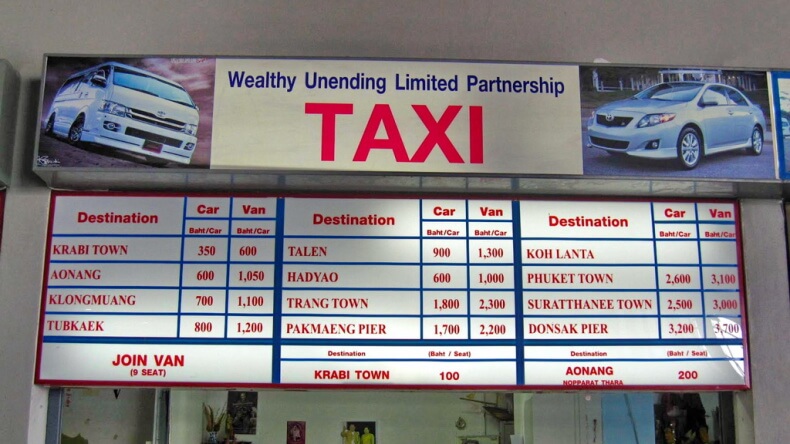 Wealthy Unending Limited Partnership
TAXI
Destination Car Van
Baht/Car Baht/Car
KRABI TOWN 350 600
AONANG 600 1,050
KLONGMUANG 700 1,100
TUBKAEK 800 1,200
Destination Car Van
Baht/Car Baht/Car
TALEN 900 1,300
HADYAO 600 1,000
TRANG TOWN 1,800 2,300
PAKMAENG PIER 1,700 2,200
Destination Car Van
Baht/Car Baht/Car
KOH LANTA
PHUKET TOWN 2,600 3,100
SURATTHANEE TOWN 2,500 3,000
DONSAK PIER 3,200 3,700
JOIN VAN
(9 SEAT)
Destination (Baht / Seat)
KRABI TOWN 100
Destination (Baht / Seat)
AONANG 200
NOPPARAT THARA